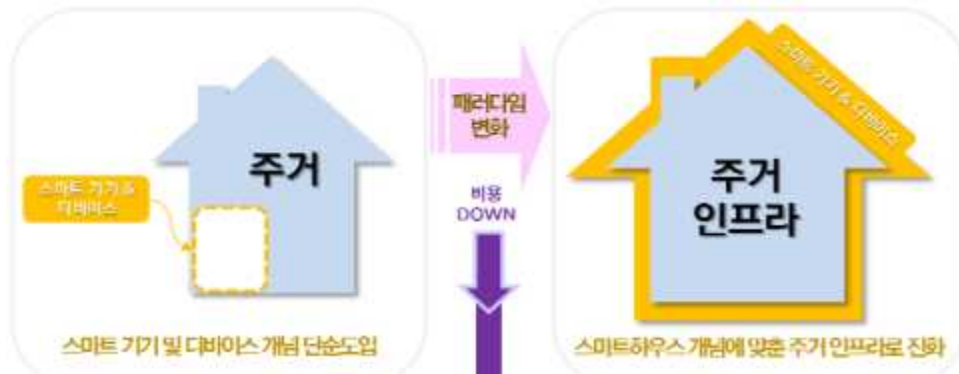 주거
스마트 기기 &
디바이스
스마트 기기 및 디바이스 개념 단순도입
패러다임
변화
비용
DOWN
스마트 기기 & 디바이스
주거
인프라
스마트하우스 개념에 맞춘 주거 인프라로 진화